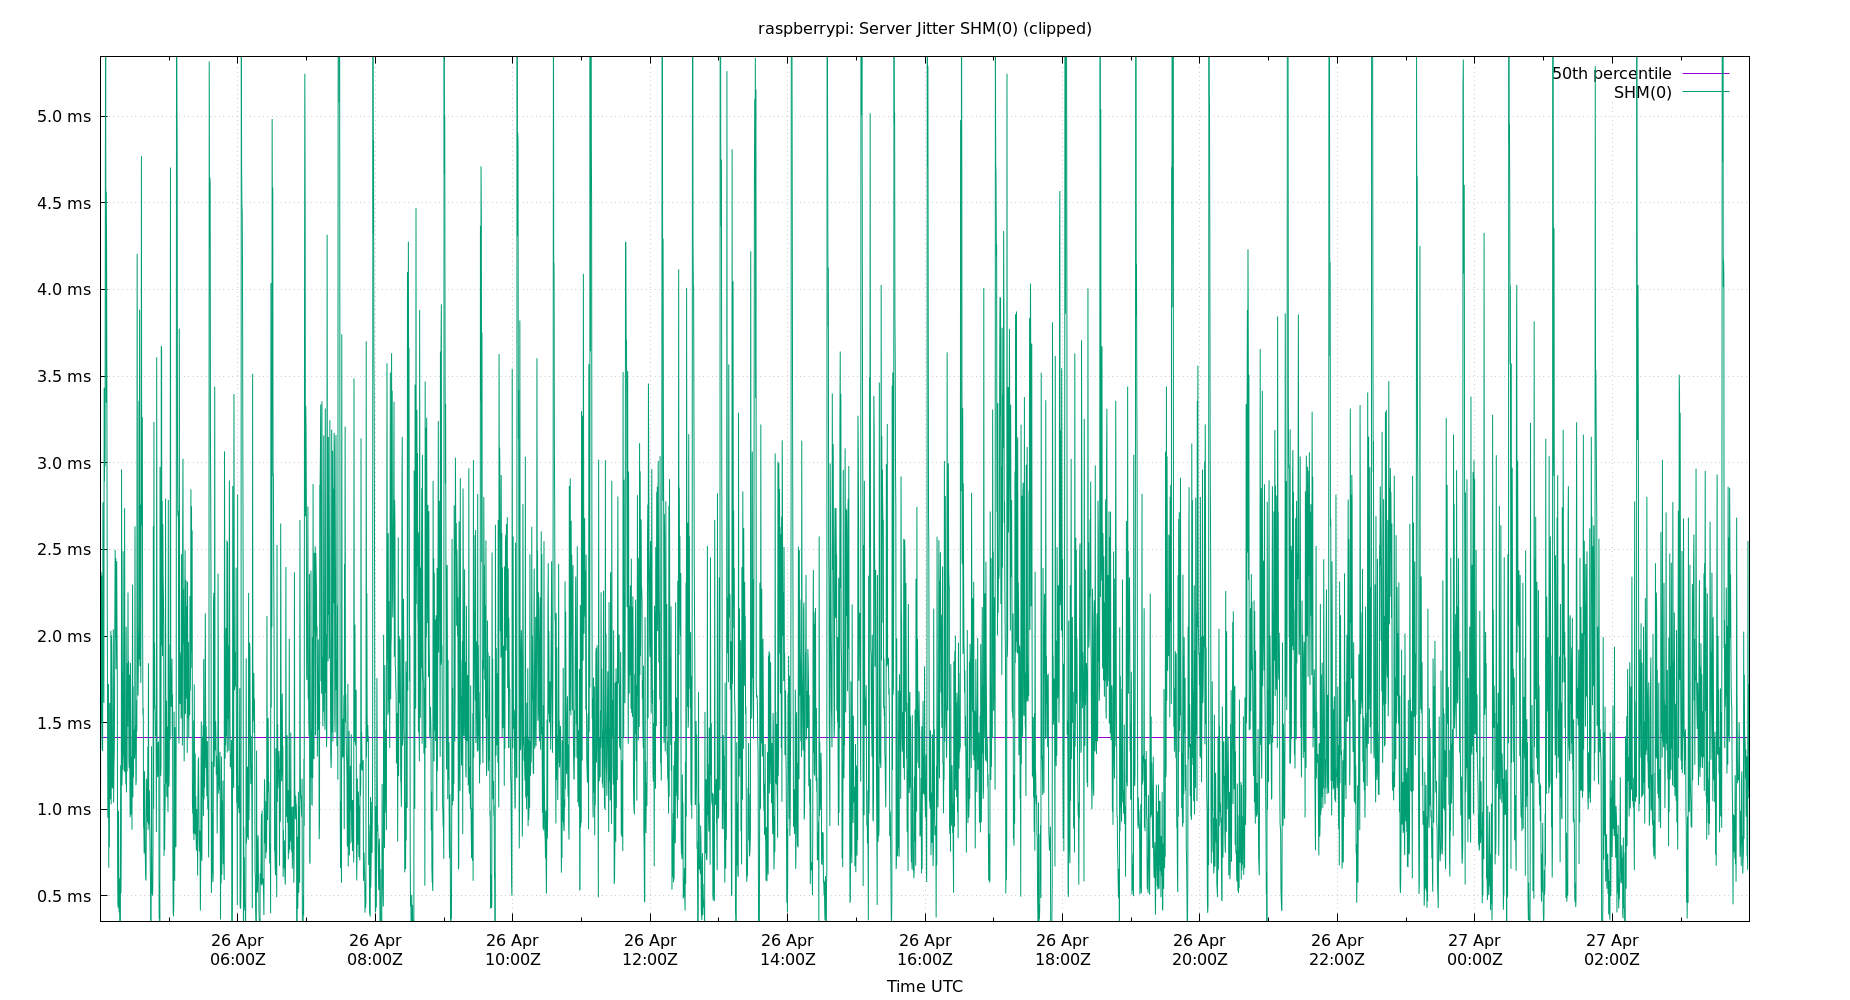 raspberrypi: Server Jitter SHM(0) (clipped)
50th percentile
SHM(0)
5.0 ms
4.5 ms
4.0 ms
3.5 ms
3.0 ms
2.5 ms
2.0 ms
1.5 ms
1.0 ms
0.5 ms
26 Apr 26 Apr 26 Apr 26 Apr 26 Apr 26 Apr 26 Apr 26 Apr 26 Apr 27 Apr 27 Apr
06:00Z 08:00Z 10:00Z 12:00Z 14:00Z 16:00Z 18:00Z 20:00Z 22:00Z 00:00Z 02:00Z
Time UTC